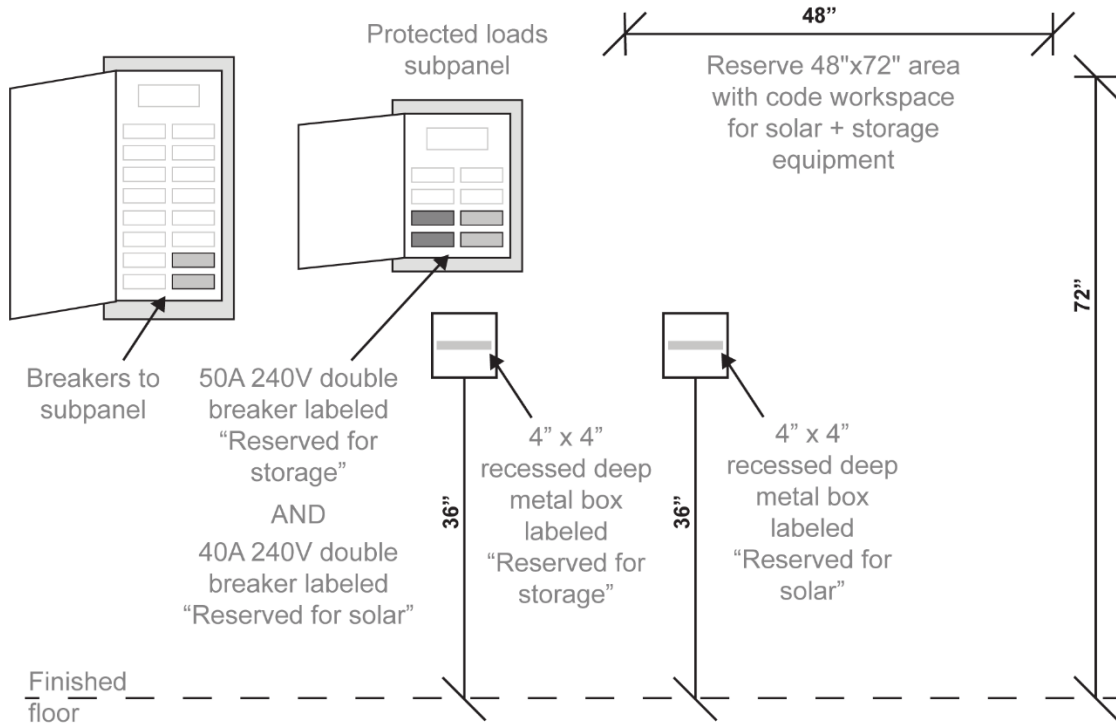 48”
Protected loads
subpanel
Reserve 48"x72" area
with code workspace
for solar + storage
equipment
72”
Breakers to
subpanel
50A 240V double
breaker labeled
“Reserved for
storage”
AND
40A 240V double
breaker labeled
“Reserved for solar”
36”
4” x 4”
recessed deep
metal box
labeled
“Reserved for
storage”
36”
4” x 4”
recessed deep
metal box
labeled
“Reserved for
solar”
Finished
floor